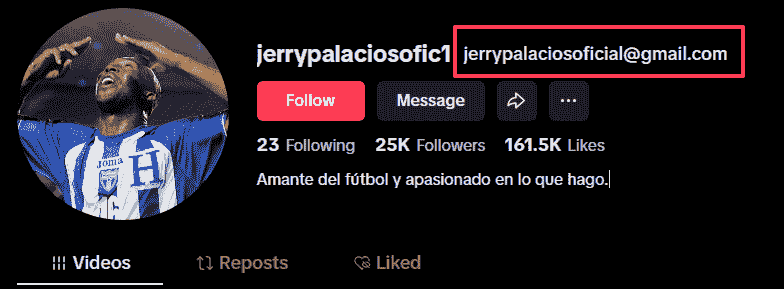 jerrypalaciosofic1 jerrypalaciosoficial@gmail.com
Follow Message
23 Following 25K Followers 161.5K Likes
Amante del fútbol y apasionado en lo que hago.
Videos Reposts Liked
Joma
H